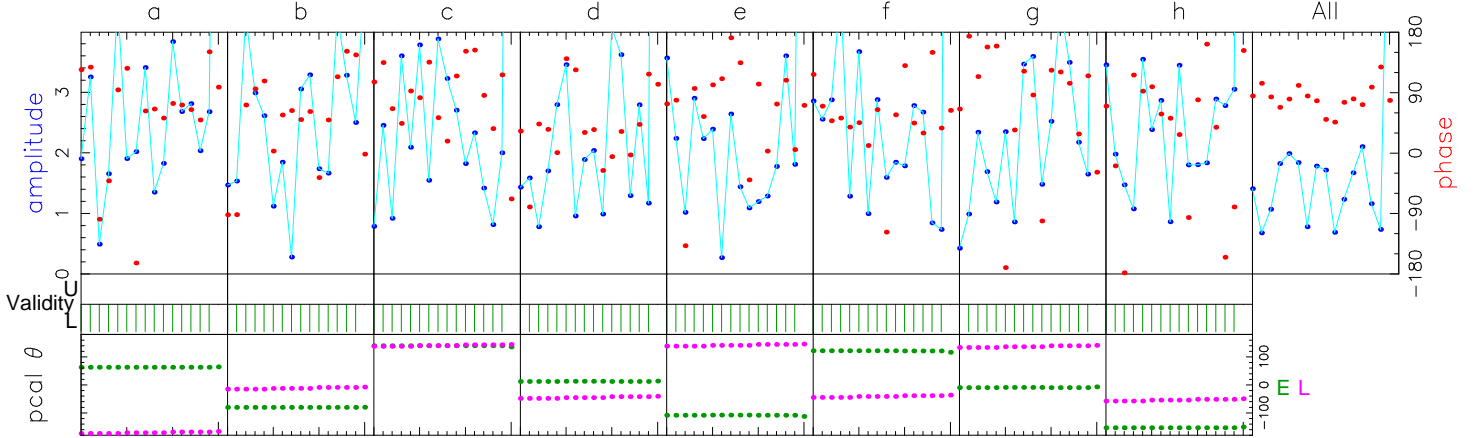 a b c d e f g h All
amplitude
3
2
1
0
180
90
0
-90
-180
phase
Validity
U
L
pcal θ
100
0
-100
E L